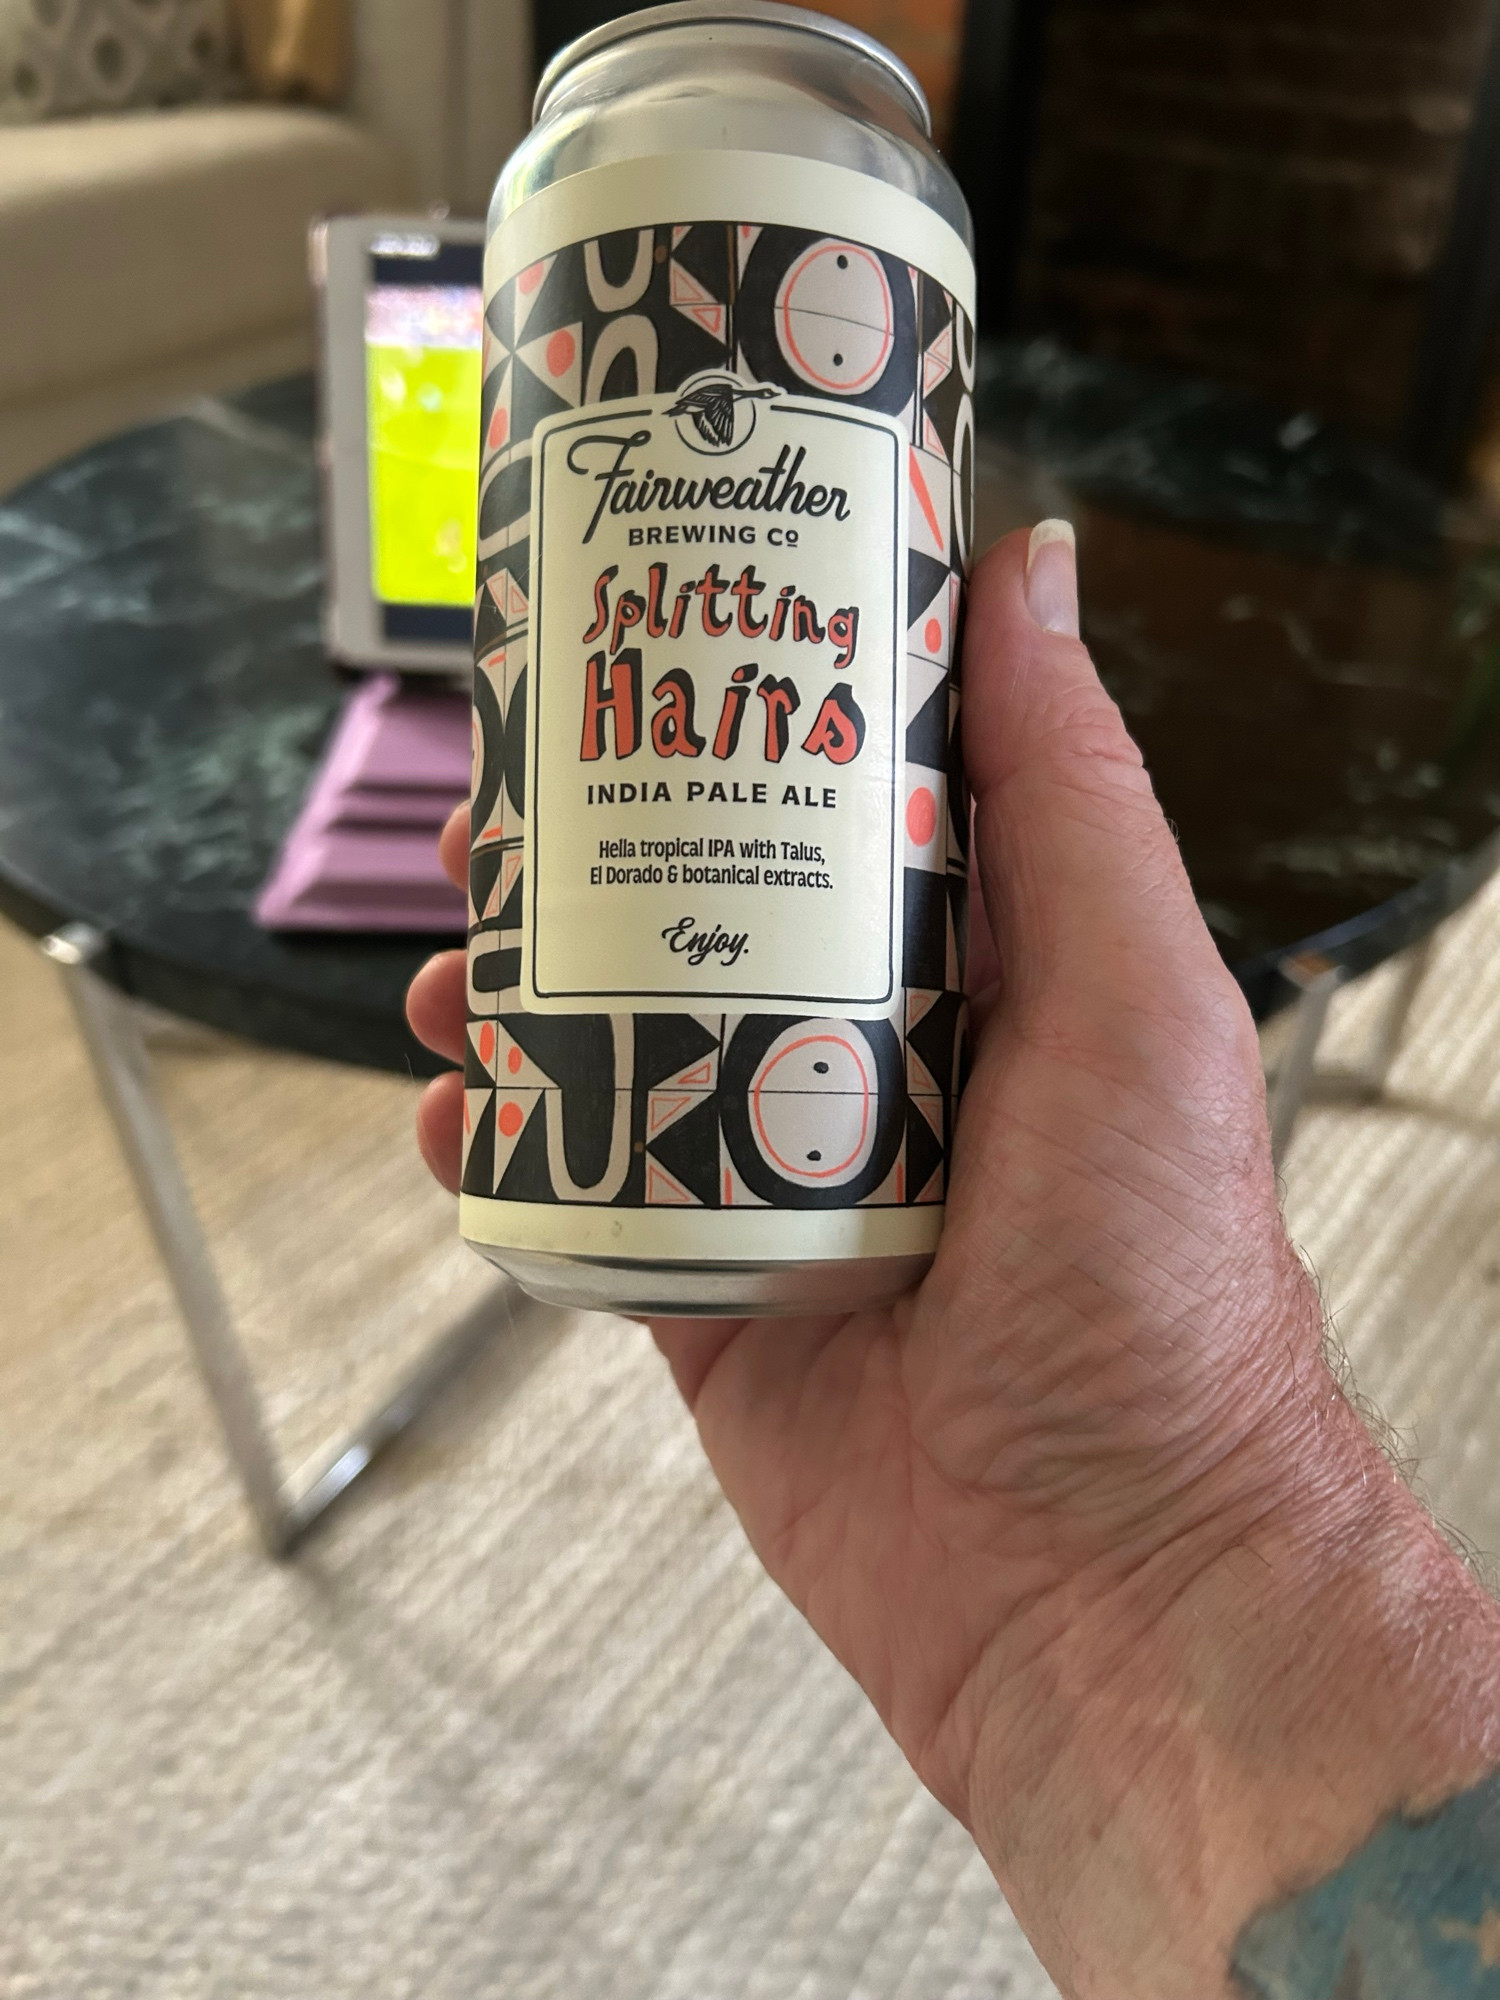 Fairweather
BREWING Cº
Splitting
Hairs
INDIA PALE ALE
Hella tropical IPA with Talus,
El Dorado & botanical extracts.
Enjoy.